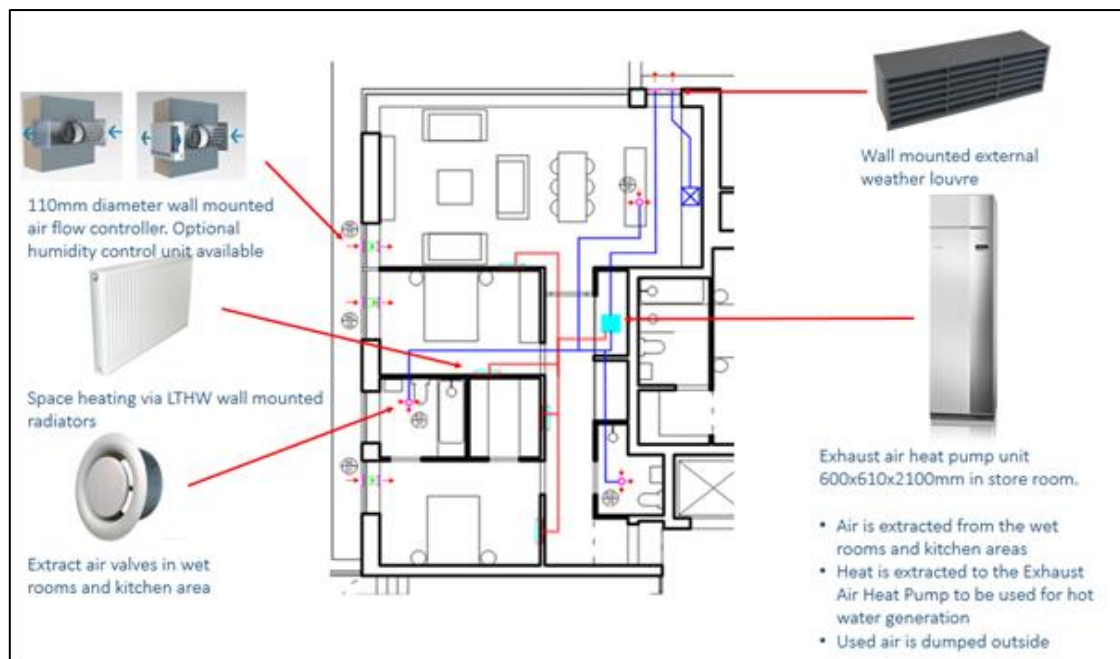 110mm diameter wall mounted
air flow controller. Optional
humidity control unit available
Space heating via LTHW wall mounted
radiators
Extract air valves in wet
rooms and kitchen area
Wall mounted external
weather louvre
Exhaust air heat pump unit
600x610x2100mm in store room.
• Air is extracted from the wet
rooms and kitchen areas
• Heat is extracted to the Exhaust
Air Heat Pump to be used for hot
water generation
• Used air is dumped outside